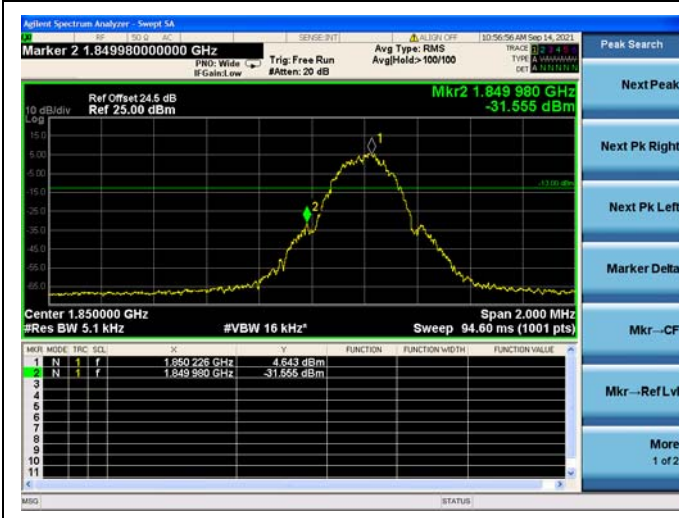 Agilent Spectrum Analyzer - Swept SA
RF 50 Ω AC SENSE:INT ALIGN OFF 10:56:56 AM Sep 14, 2021
Marker 2 1.849980000000 GHz
PNO: Wide
IFGain:Low
Trig: Free Run
#Atten: 20 dB
Avg Type: RMS
Avg|Hold:>100/100
TRACE 1 2 3 4 5 6
TYPE A
DET A N N N N N
Mkr2 1.849 980 GHz
-31.555 dBm
Ref Offset 24.5 dB
10 dB/div Ref 25.00 dBm
Log
15.0
5.00
-5.00
-15.0
-25.0
-35.0
-45.0
-55.0
-65.0
1
2
-13.00 dBm
Center 1.850000 GHz Span 2.000 MHz
#Res BW 5.1 kHz #VBW 16 kHz* Sweep 94.60 ms (1001 pts)
MKR MODE TRC SCL X Y FUNCTION FUNCTION WIDTH FUNCTION VALUE
1 N 1 f 1.850 226 GHz 4.643 dBm
2 N 1 f 1.849 980 GHz -31.555 dBm
3
4
5
6
7
8
9
10
11
MSG STATUS
Peak Search
Next Peak
Next Pk Right
Next Pk Left
Marker Delta
Mkr→CF
Mkr→Ref Lvl
More
1 of 2